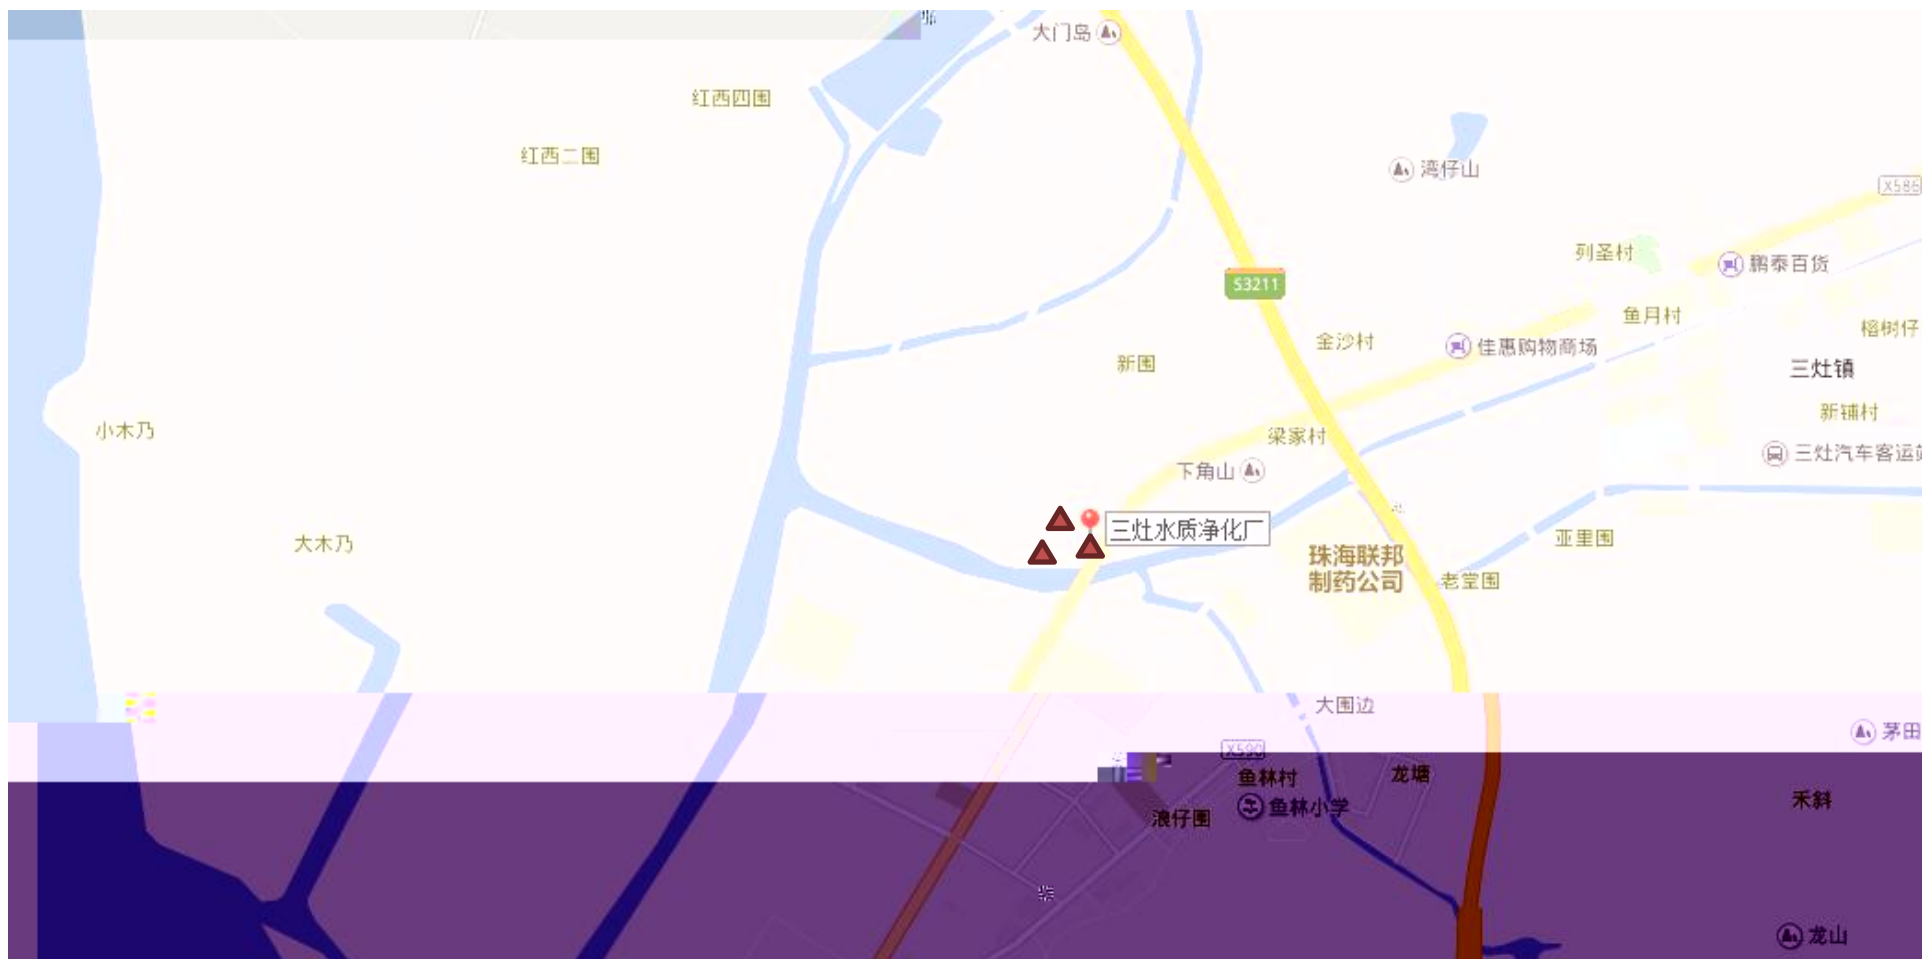 大门岛
红西四围
红西二围
湾仔山
X586
列圣村
鹏泰百货
S3211
鱼月村
榕树仔
金沙村
佳惠购物商场
新围
三灶镇
新铺村
小木乃
梁家村
三灶汽车客运站
下角山
三灶水质净化厂
大木乃
亚里围
珠海联邦
制药公司
老堂围
大围边
茅田
X590
鱼林村
龙塘
鱼林小学
禾斜
浪仔围
龙山